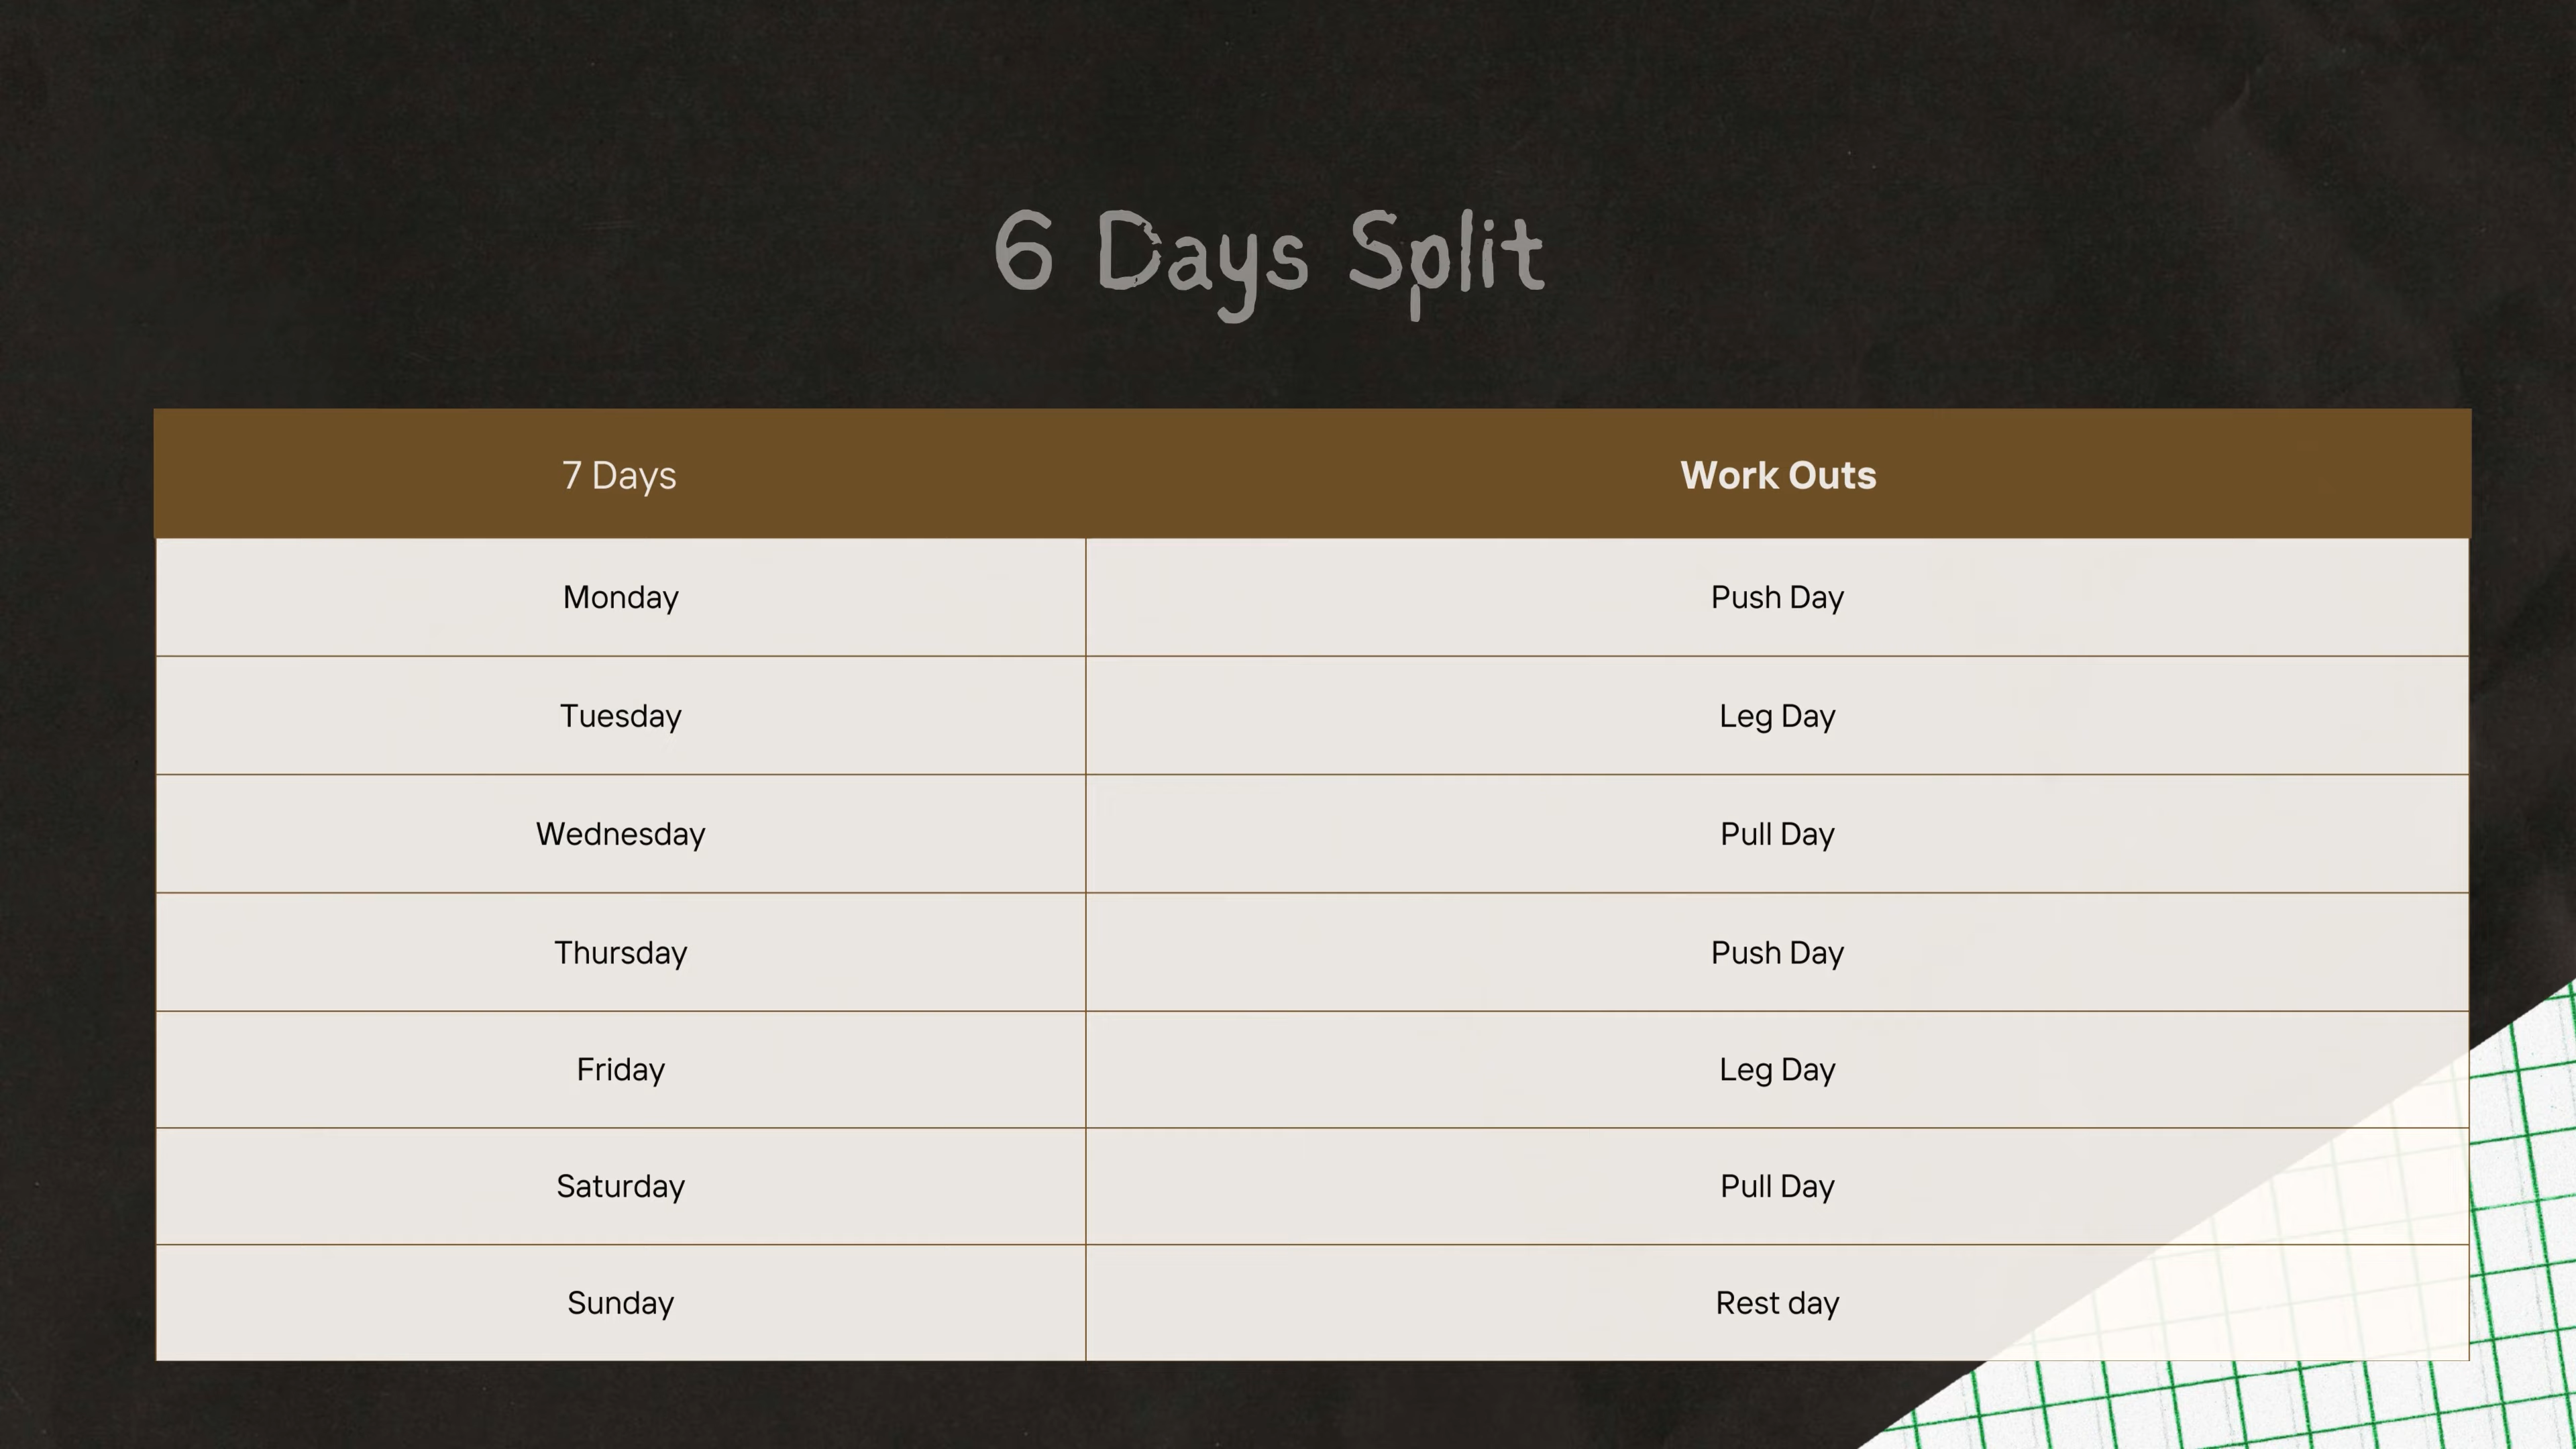 6 Days Split
7 Days Work Outs
Monday Push Day
Tuesday Leg Day
Wednesday Pull Day
Thursday Push Day
Friday Leg Day
Saturday Pull Day
Sunday Rest day